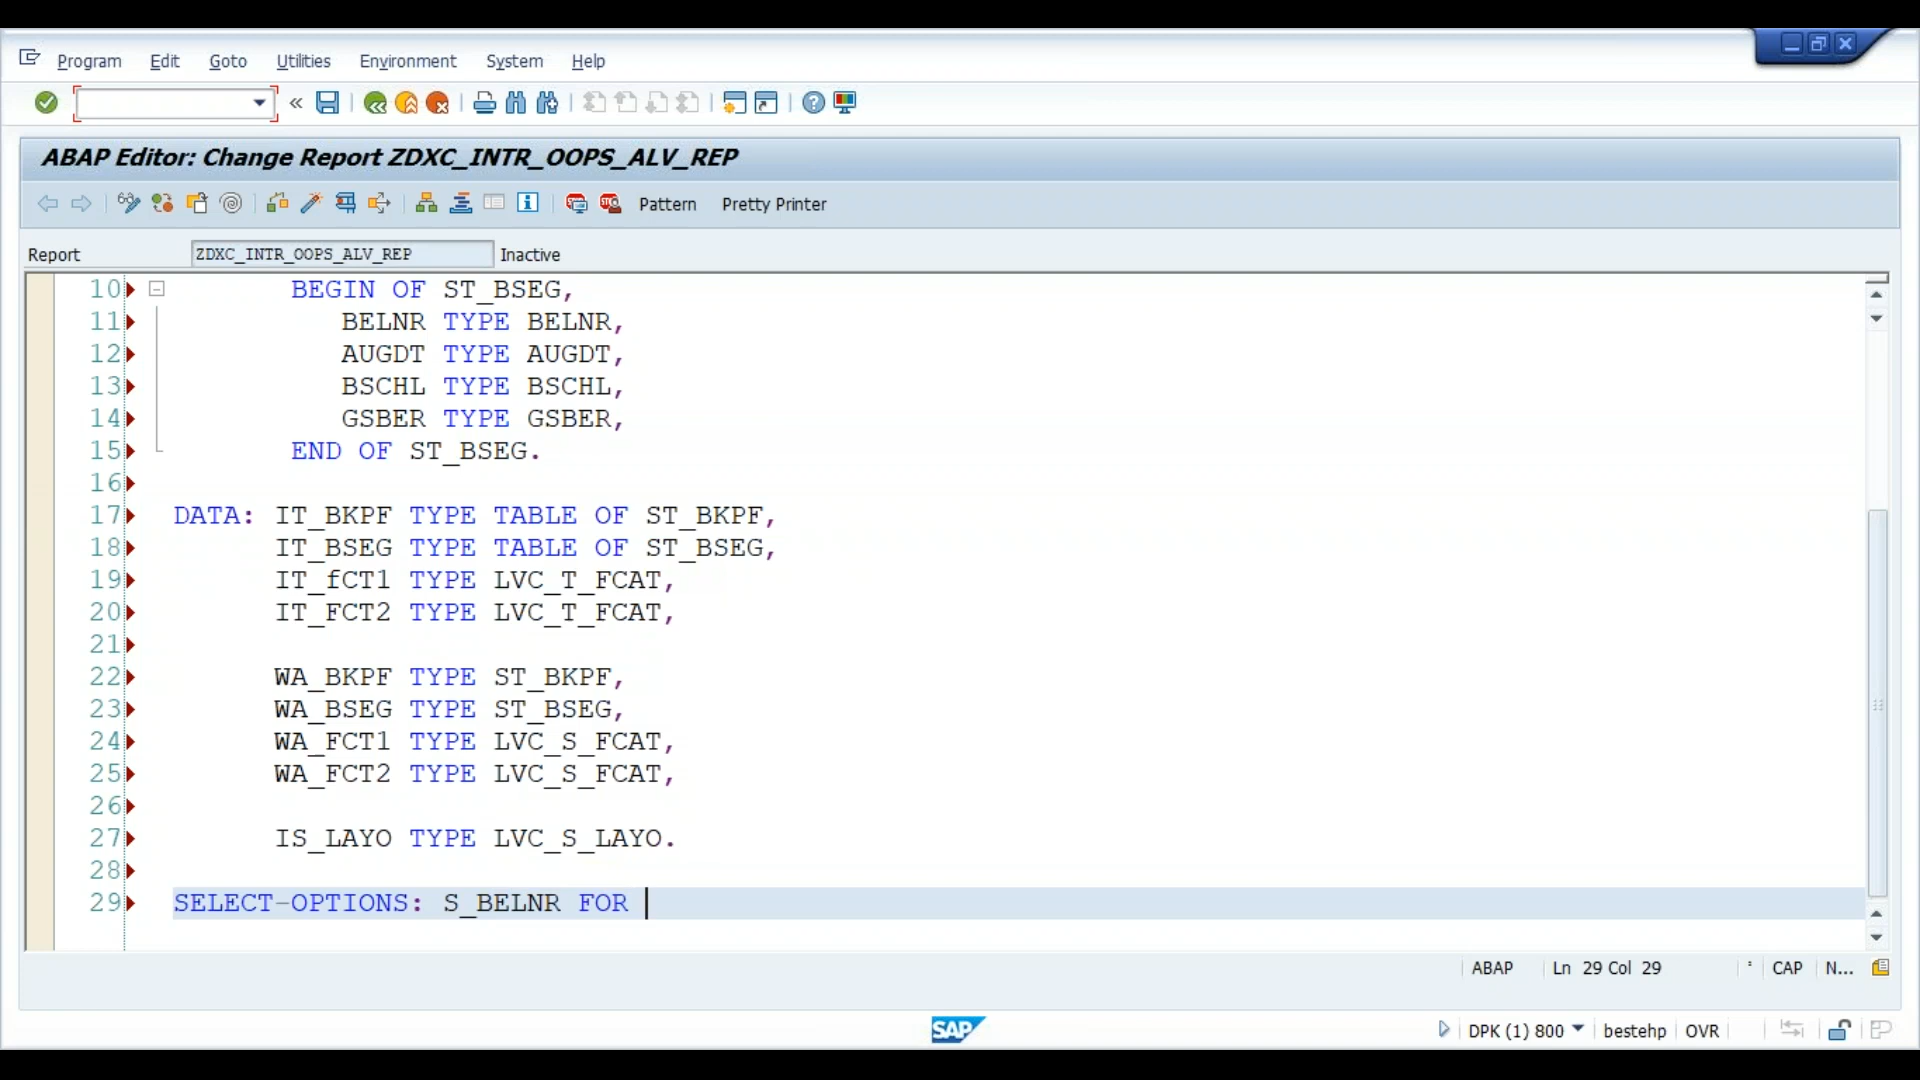 Program Edit Goto Utilities Environment System Help
ABAP Editor: Change Report ZDXC_INTR_OOPS_ALV_REP
Pattern Pretty Printer
Report ZDXC_INTR_OOPS_ALV_REP Inactive
10 BEGIN OF ST_BSEG,
11 BELNR TYPE BELNR,
12 AUGDT TYPE AUGDT,
13 BSCHL TYPE BSCHL,
14 GSBER TYPE GSBER,
15 END OF ST_BSEG.
16
17 DATA: IT_BKPF TYPE TABLE OF ST_BKPF,
18 IT_BSEG TYPE TABLE OF ST_BSEG,
19 IT_fCT1 TYPE LVC_T_FCAT,
20 IT_FCT2 TYPE LVC_T_FCAT,
21
22 WA_BKPF TYPE ST_BKPF,
23 WA_BSEG TYPE ST_BSEG,
24 WA_FCT1 TYPE LVC_S_FCAT,
25 WA_FCT2 TYPE LVC_S_FCAT,
26
27 IS_LAYO TYPE LVC_S_LAYO.
28
29 SELECT-OPTIONS: S_BELNR FOR
ABAP Ln 29 Col 29 CAP N...
SAP DPK (1) 800 bestehp OVR